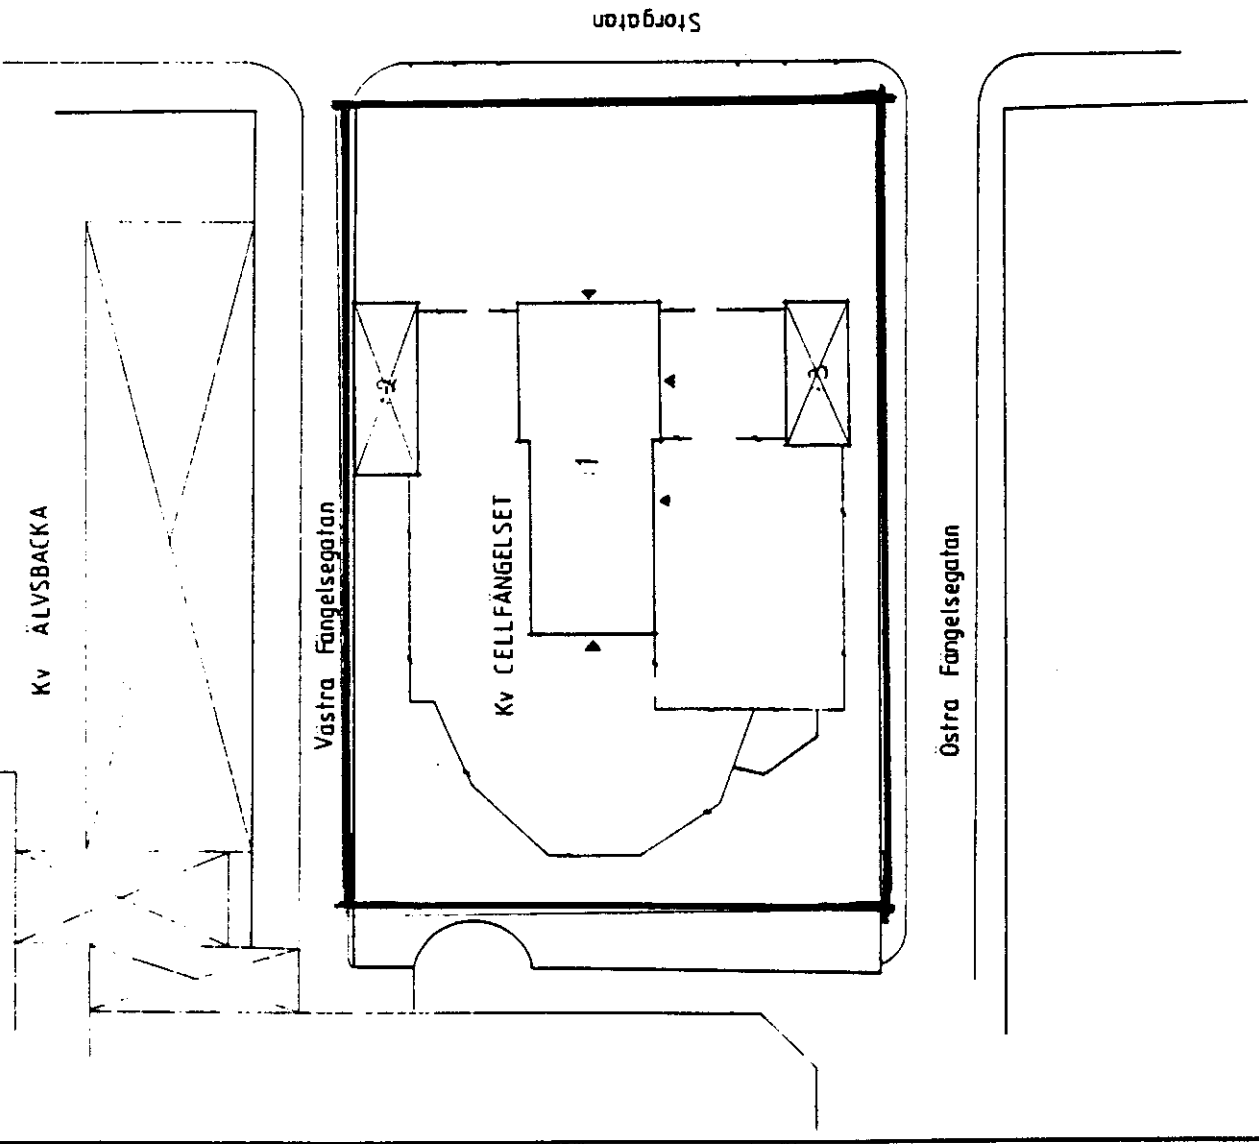 Storgatan
Kv ÄLVSBACKA
Västra Fängelsegatan
Kv CELLFÄNGELSET
:1
:2
:3
Östra Fängelsegatan